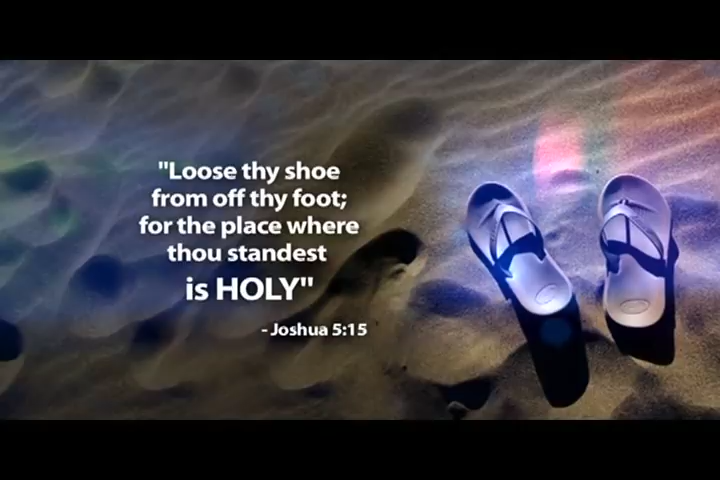 "Loose thy shoe
from off thy foot;
for the place where
thou standest
is HOLY"
- Joshua 5:15